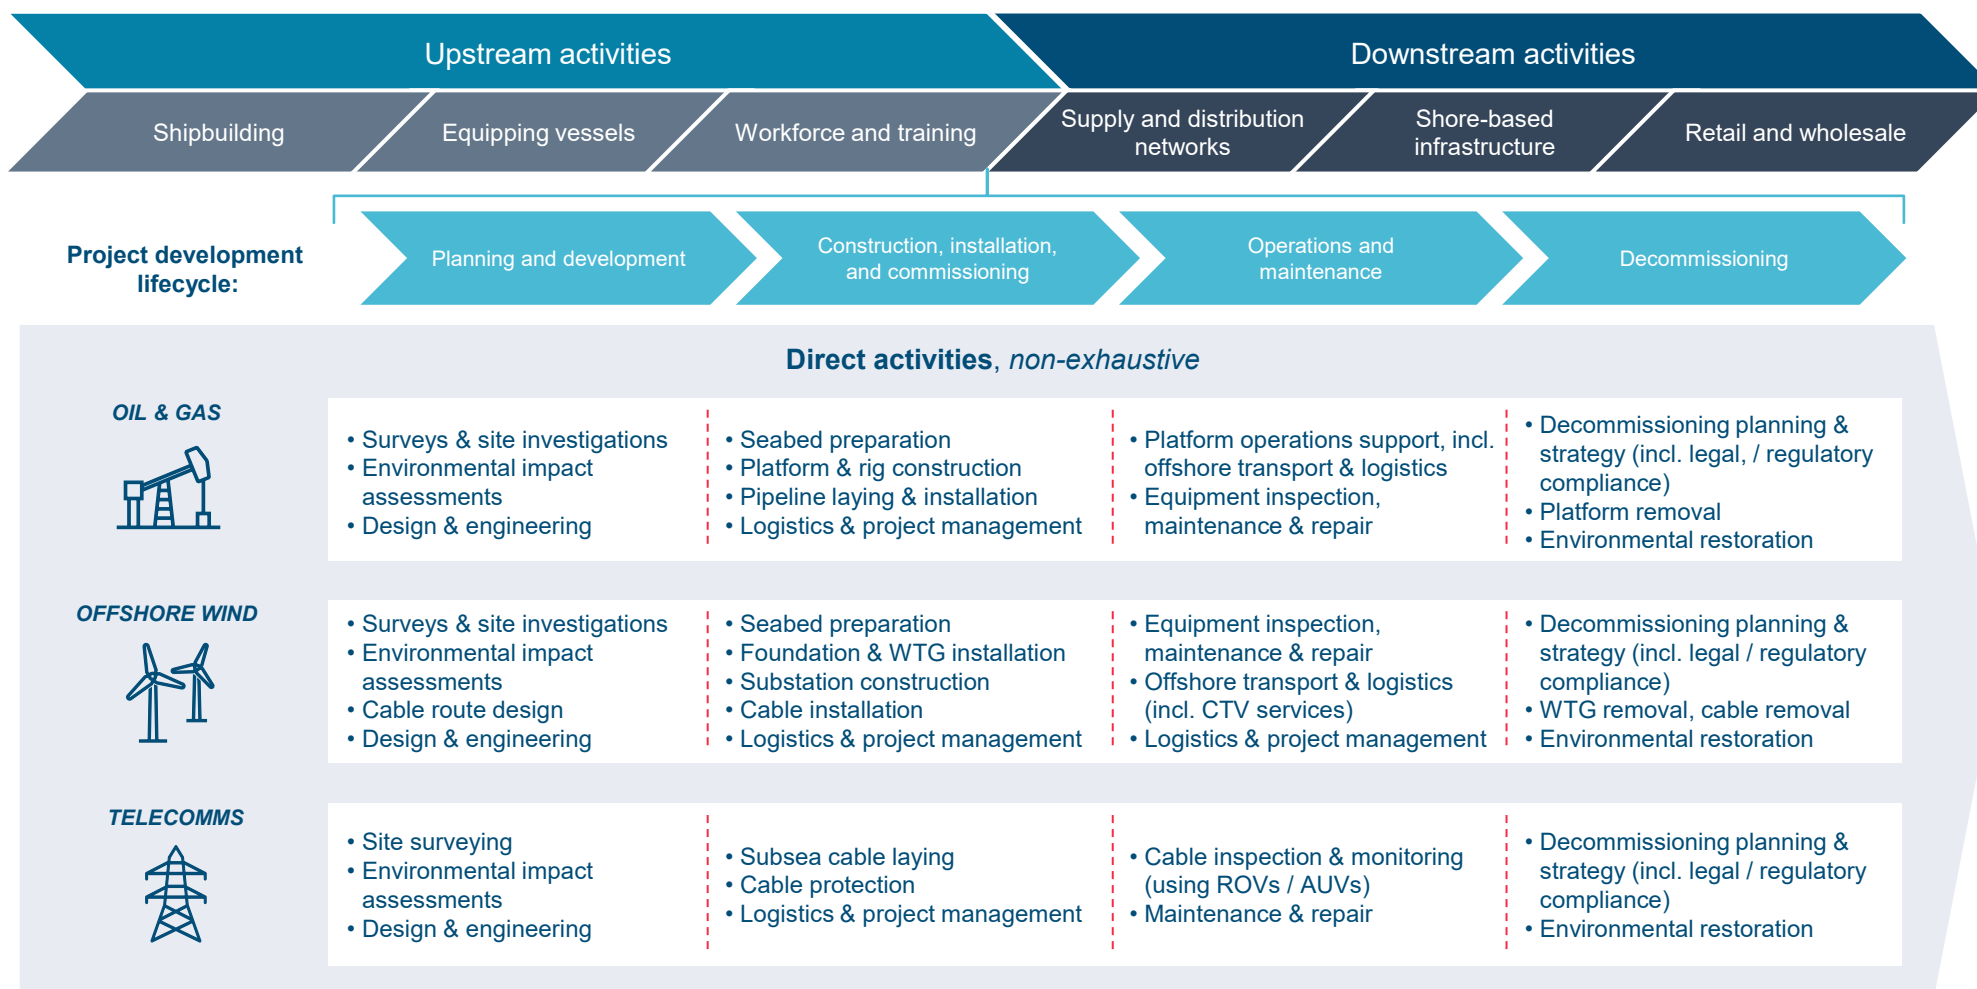 Upstream activities
Downstream activities
Shipbuilding
Equipping vessels
Workforce and training
Supply and distribution
networks
Shore-based
infrastructure
Retail and wholesale
Project development
lifecycle:
Planning and development
Construction, installation,
and commissioning
Operations and
maintenance
Decommissioning
Direct activities, non-exhaustive
OIL & GAS
• Surveys & site investigations
• Environmental impact
assessments
• Design & engineering
• Seabed preparation
• Platform & rig construction
• Pipeline laying & installation
• Logistics & project management
• Platform operations support, incl.
offshore transport & logistics
• Equipment inspection,
maintenance & repair
• Decommissioning planning &
strategy (incl. legal, / regulatory
compliance)
• Platform removal
• Environmental restoration
OFFSHORE WIND
• Surveys & site investigations
• Environmental impact
assessments
• Cable route design
• Design & engineering
• Seabed preparation
• Foundation & WTG installation
• Substation construction
• Cable installation
• Logistics & project management
• Equipment inspection,
maintenance & repair
• Offshore transport & logistics
(incl. CTV services)
• Logistics & project management
• Decommissioning planning &
strategy (incl. legal / regulatory
compliance)
• WTG removal, cable removal
• Environmental restoration
TELECOMMS
• Site surveying
• Environmental impact
assessments
• Design & engineering
• Subsea cable laying
• Cable protection
• Logistics & project management
• Cable inspection & monitoring
(using ROVs / AUVs)
• Maintenance & repair
• Decommissioning planning &
strategy (incl. legal / regulatory
compliance)
• Environmental restoration